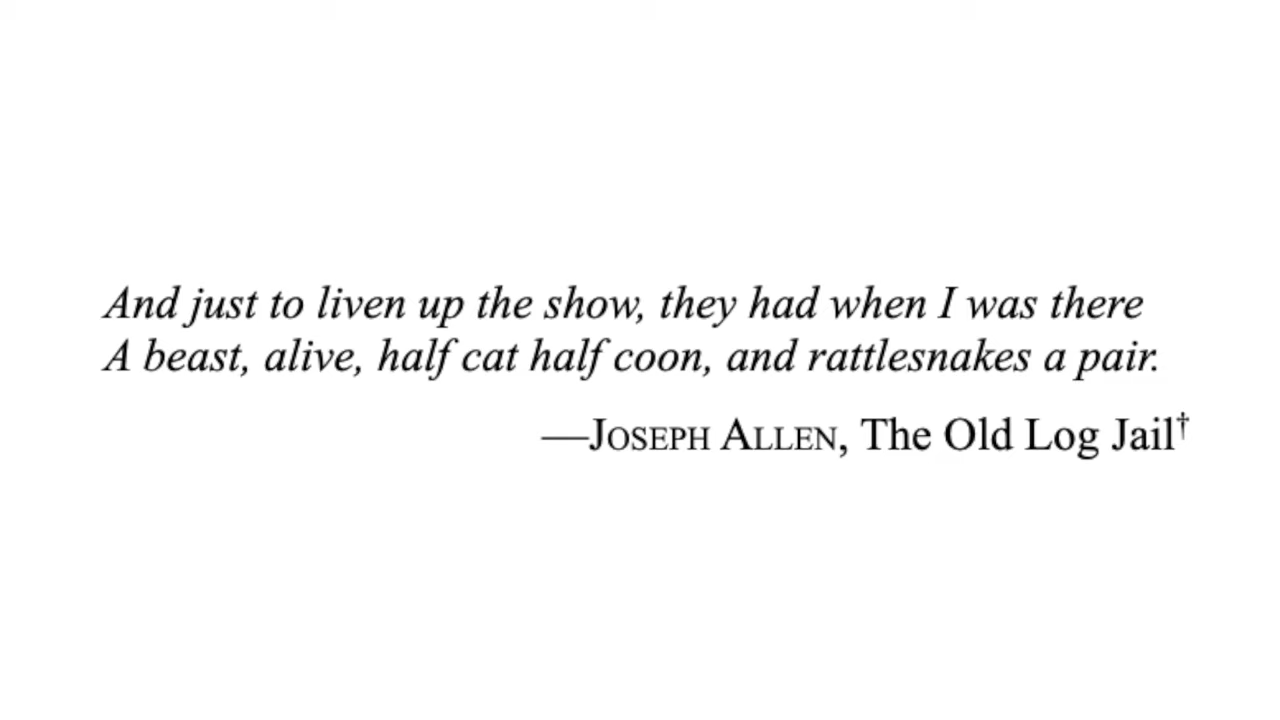 And just to liven up the show, they had when I was there
A beast, alive, half cat half coon, and rattlesnakes a pair.
—JOSEPH ALLEN, The Old Log Jail†